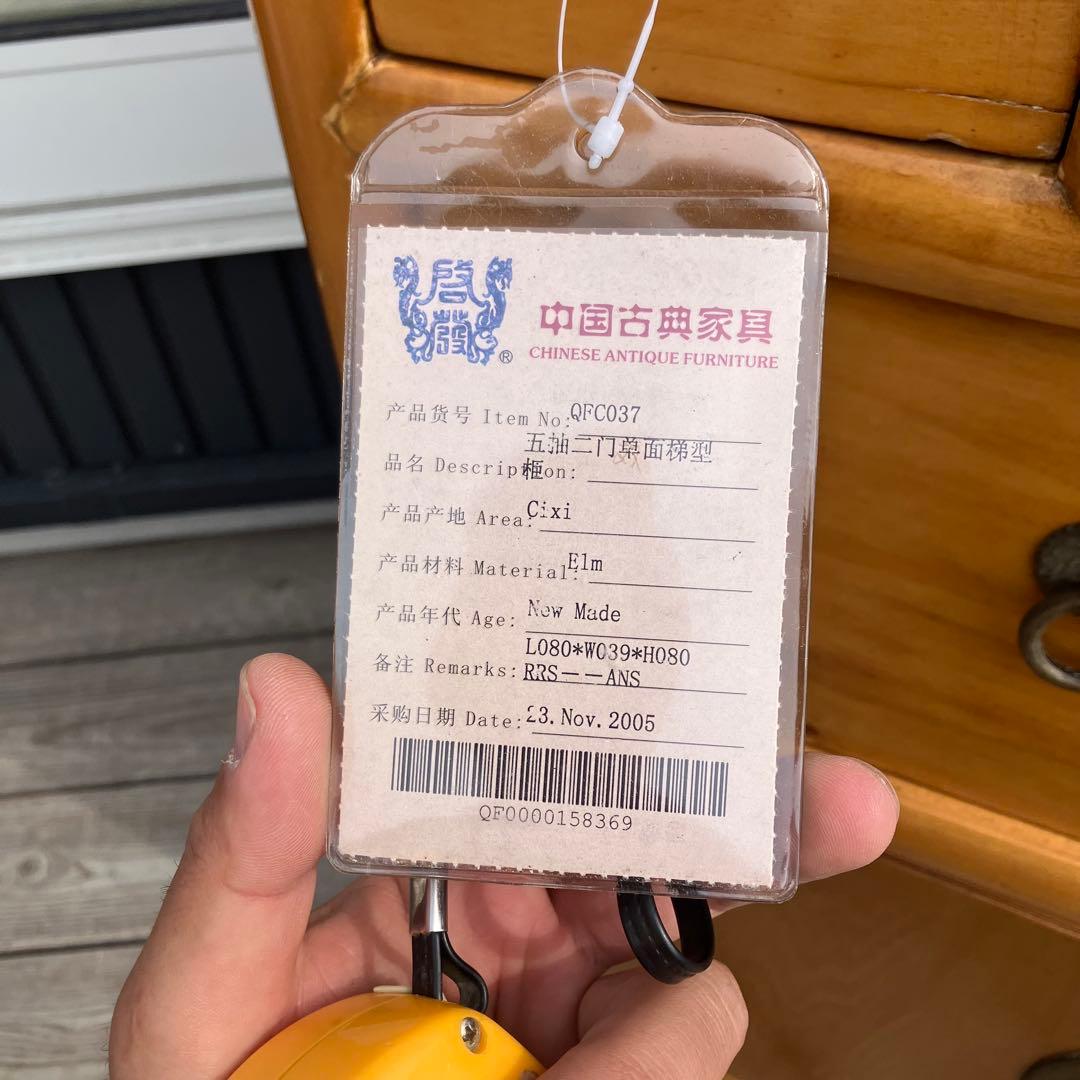 啓發®
中国古典家具
CHINESE ANTIQUE FURNITURE
产品货号 Item No: QFC037
五抽二门单面梯型
品名 Description: 柜
产品产地 Area: Cixi
产品材料 Material: Elm
产品年代 Age: New Made
L080*W039*H080
备注 Remarks: RRS——ANS
采购日期 Date: 23.Nov.2005
QF0000158369